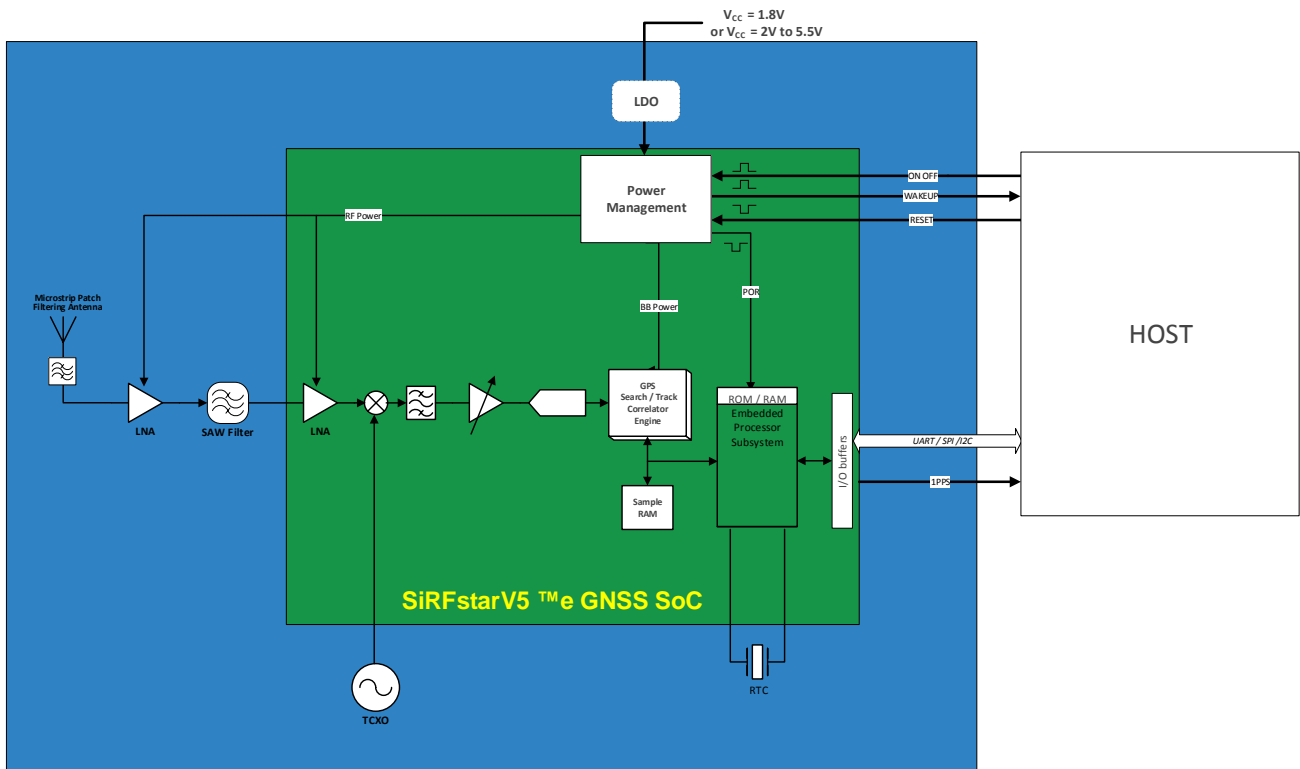 VCC = 1.8V
or VCC = 2V to 5.5V
LDO
Power
Management
ON OFF
WAKEUP
RESET
RF Power
POR
BB Power
HOST
Microstrip Patch
Filtering Antenna
LNA
SAW Filter
LNA
GPS
Search / Track
Correlator
Engine
ROM / RAM
Embedded
Processor
Subsystem
I/O buffers
UART / SPI /I2C
1PPS
Sample
RAM
SiRFstarV5 ™e GNSS SoC
RTC
TCXO